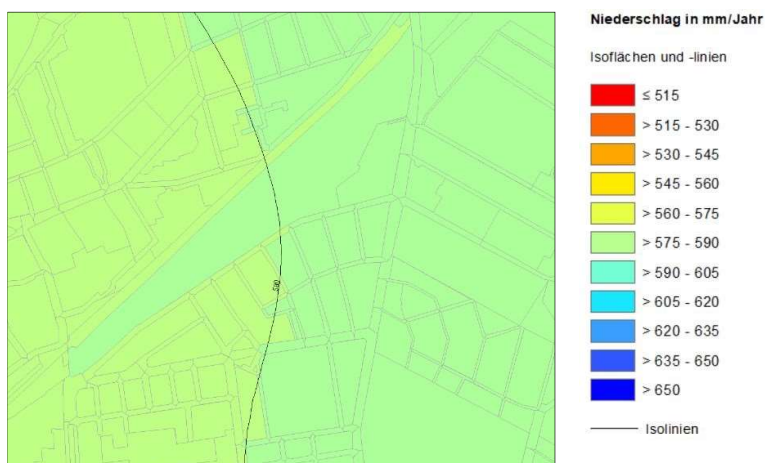 Niederschlag in mm/Jahr
Isoflächen und -linien
≤ 515
> 515 - 530
> 530 - 545
> 545 - 560
> 560 - 575
> 575 - 590
> 590 - 605
> 605 - 620
> 620 - 635
> 635 - 650
> 650
Isolinien